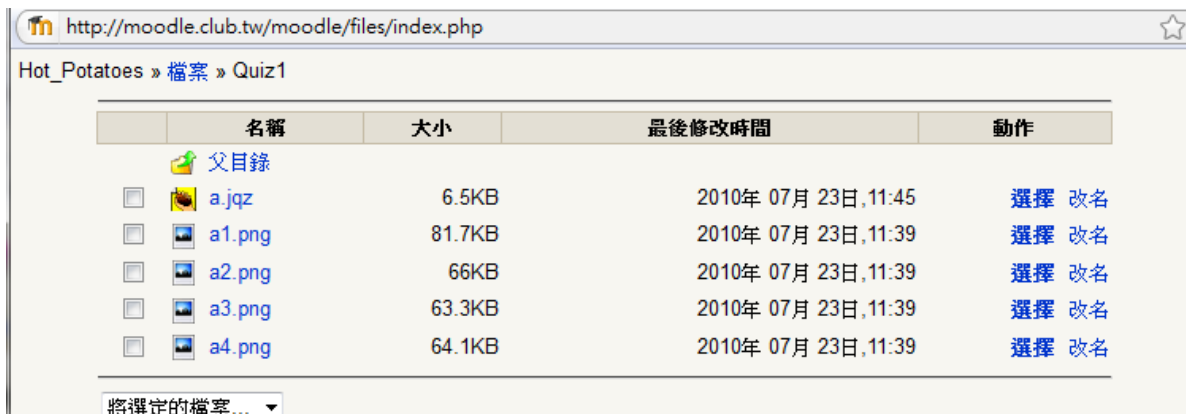 http://moodle.club.tw/moodle/files/index.php
Hot_Potatoes » 檔案 » Quiz1
名稱 大小 最後修改時間 動作
父目錄
a.jqz 6.5KB 2010年 07月 23日,11:45 選擇 改名
a1.png 81.7KB 2010年 07月 23日,11:39 選擇 改名
a2.png 66KB 2010年 07月 23日,11:39 選擇 改名
a3.png 63.3KB 2010年 07月 23日,11:39 選擇 改名
a4.png 64.1KB 2010年 07月 23日,11:39 選擇 改名
將選定的檔案...